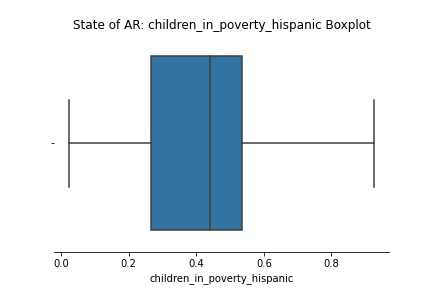 State of AR: children_in_poverty_hispanic Boxplot
-
0.0 0.2 0.4 0.6 0.8
children_in_poverty_hispanic